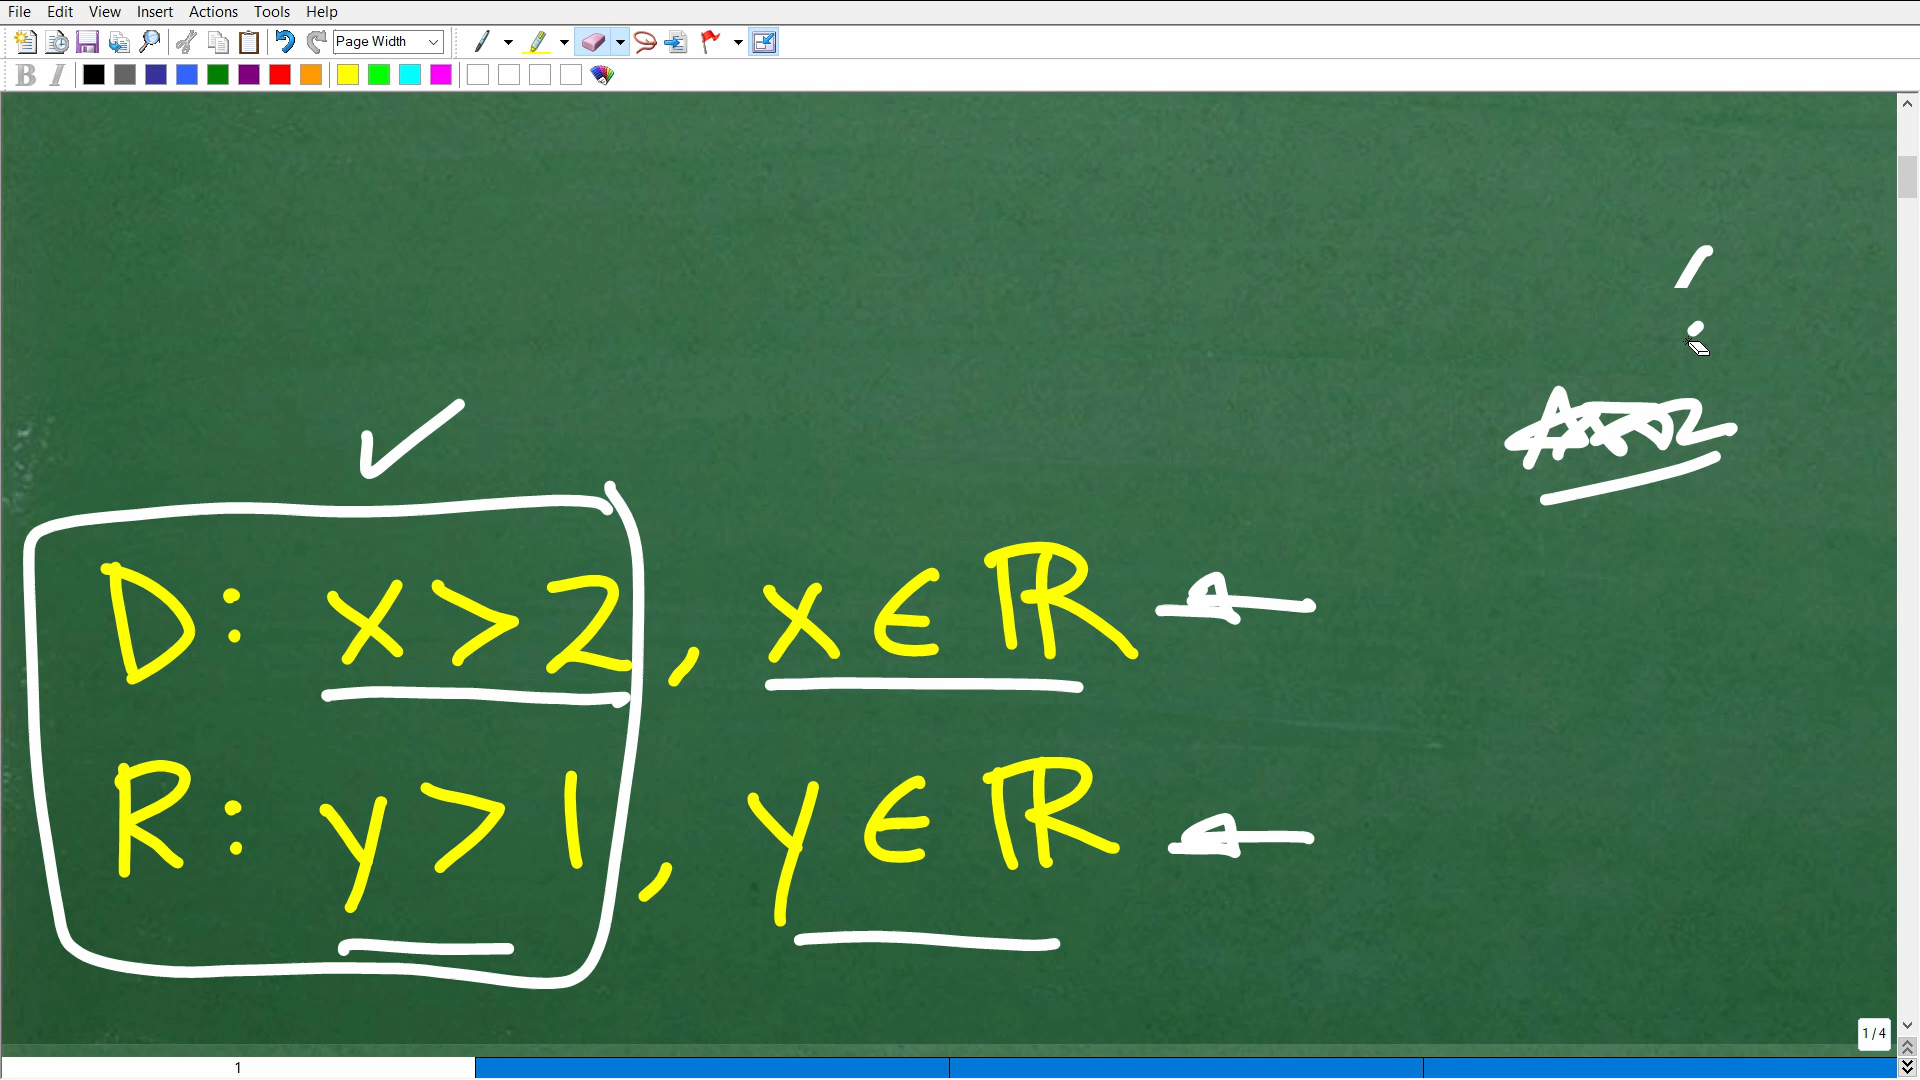 File Edit View Insert Actions Tools Help
Page Width
B I
D: x>2, x∈ℝ
R: y>1, y∈ℝ
1 / 4
1